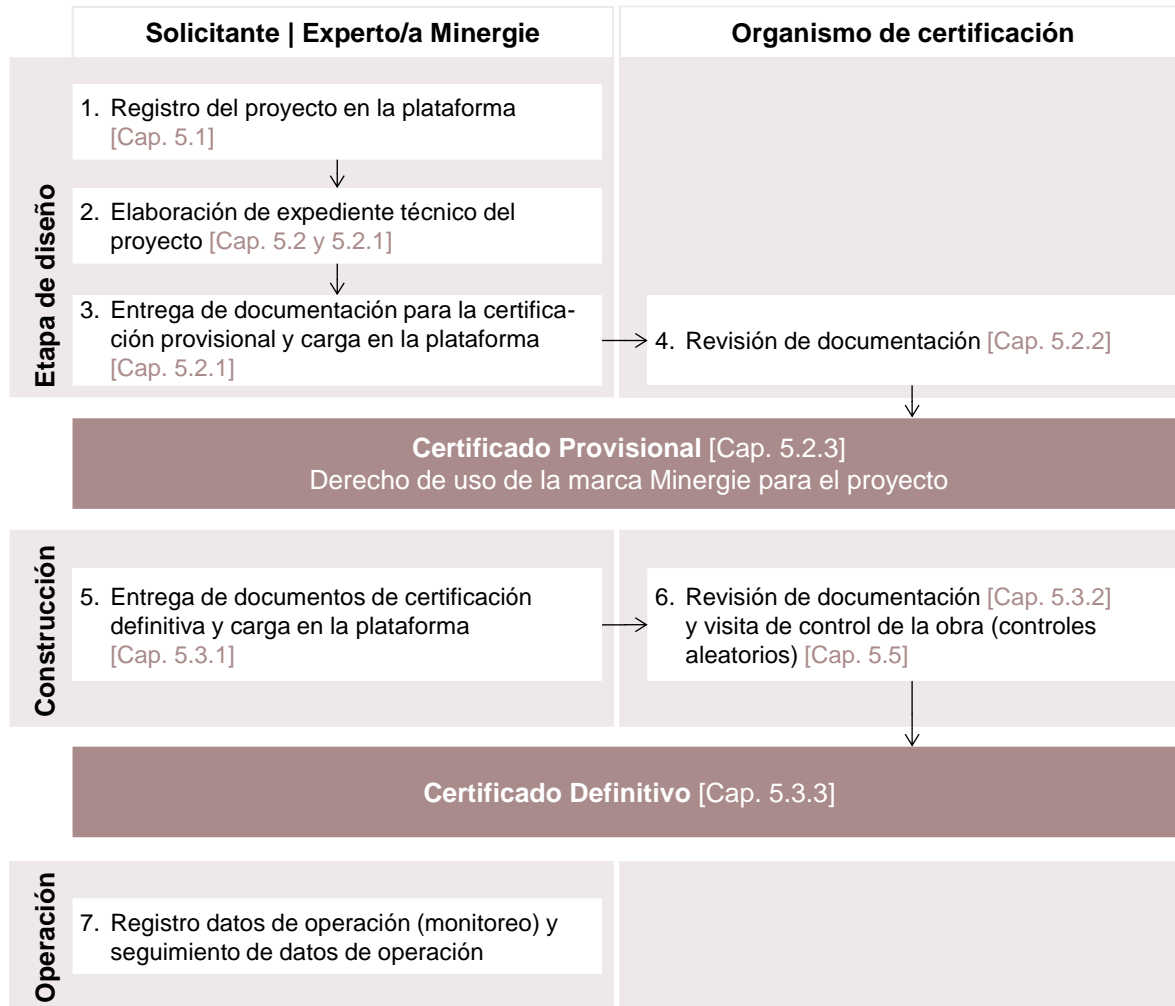 Solicitante | Experto/a Minergie
Organismo de certificación
Etapa de diseño
1. Registro del proyecto en la plataforma
[Cap. 5.1]
2. Elaboración de expediente técnico del
proyecto [Cap. 5.2 y 5.2.1]
3. Entrega de documentación para la certifica-
ción provisional y carga en la plataforma
[Cap. 5.2.1]
4. Revisión de documentación [Cap. 5.2.2]
Certificado Provisional [Cap. 5.2.3]
Derecho de uso de la marca Minergie para el proyecto
Construcción
5. Entrega de documentos de certificación
definitiva y carga en la plataforma
[Cap. 5.3.1]
6. Revisión de documentación [Cap. 5.3.2]
y visita de control de la obra (controles
aleatorios) [Cap. 5.5]
Certificado Definitivo [Cap. 5.3.3]
Operación
7. Registro datos de operación (monitoreo) y
seguimiento de datos de operación